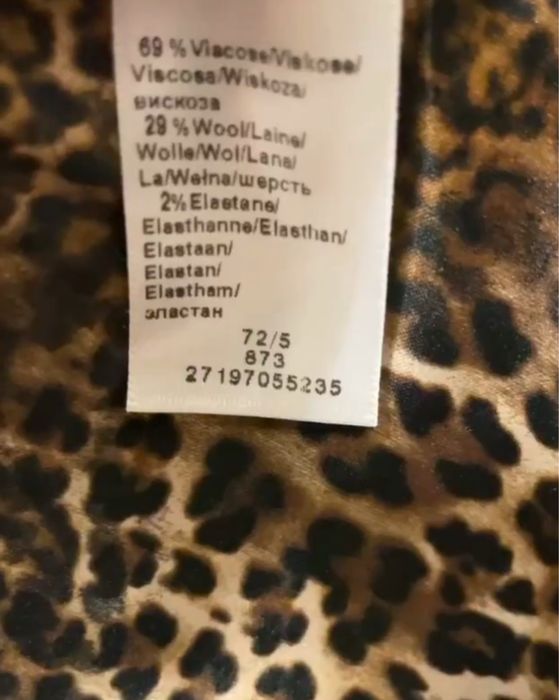 69 % Viscose/Viskose/
Viscosa/Wiskoza/
вискоза
29 % Wool/Laine/
Wolle/Wol/Lana/
La/Wełna/шерсть
2% Elastane/
Elasthanne/Elasthan/
Elastaan/
Elastan/
Elastham/
эластан
72/5
873
27197055235